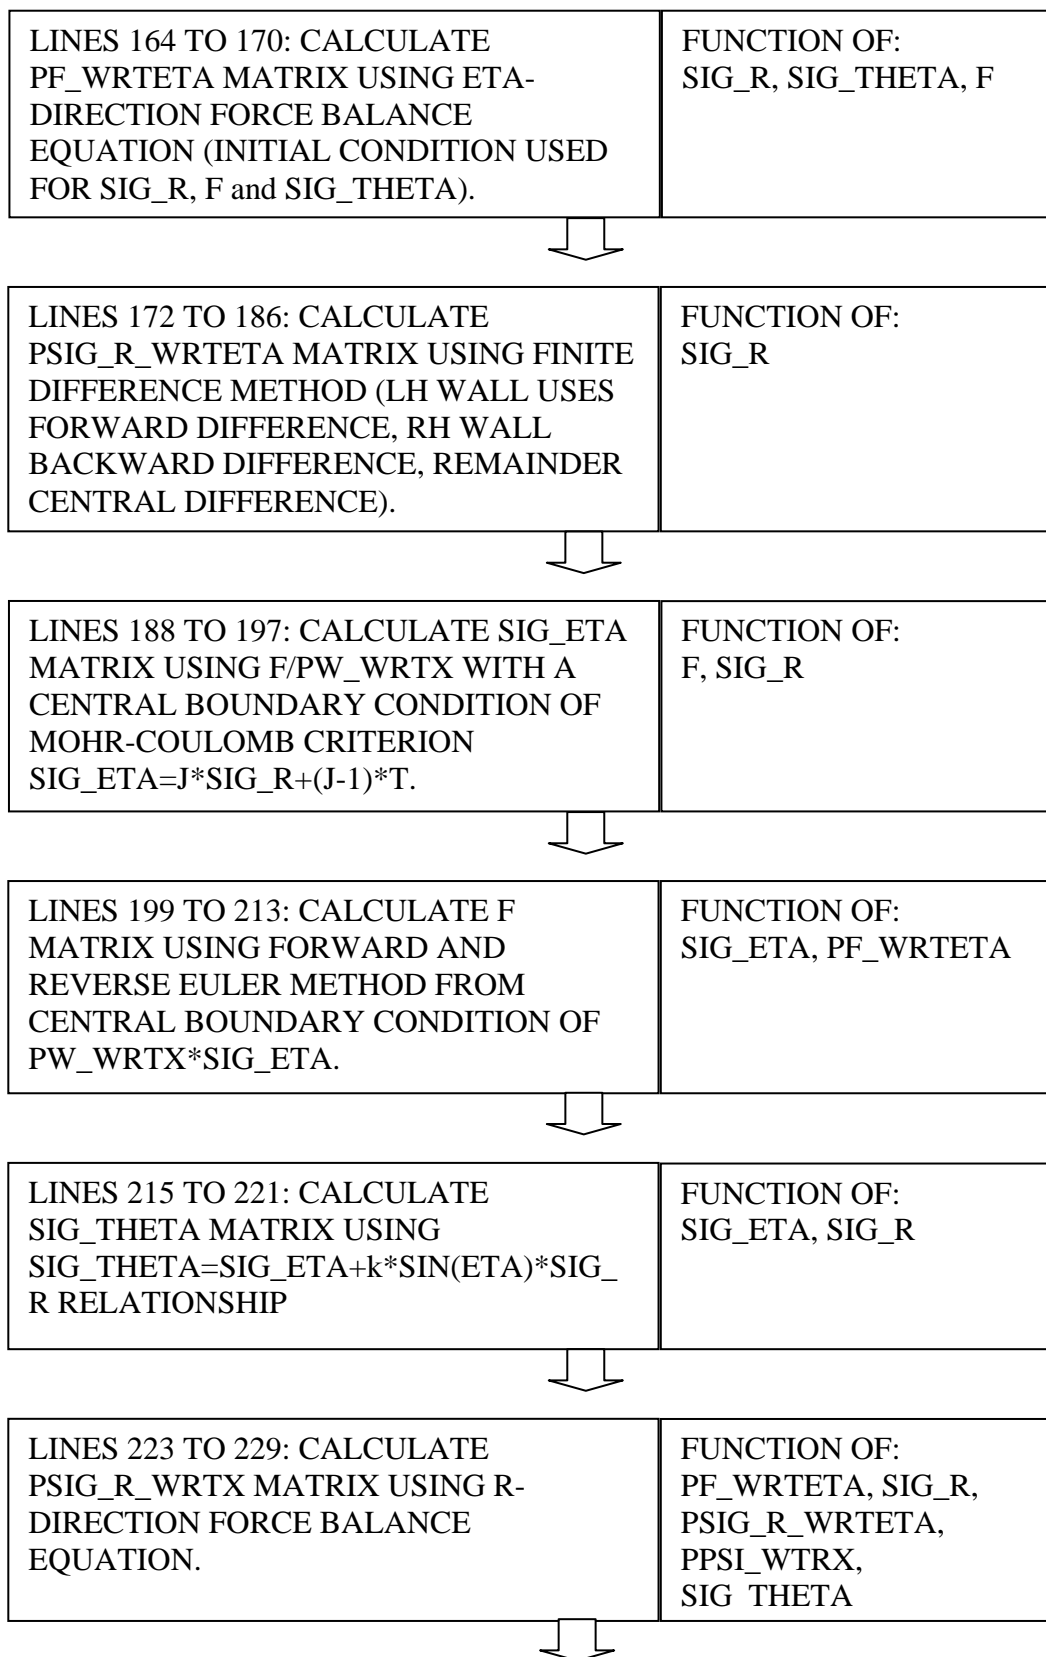 LINES 164 TO 170: CALCULATE
PF_WRTETA MATRIX USING ETA-
DIRECTION FORCE BALANCE
EQUATION (INITIAL CONDITION USED
FOR SIG_R, F and SIG_THETA).
FUNCTION OF:
SIG_R, SIG_THETA, F
LINES 172 TO 186: CALCULATE
PSIG_R_WRTETA MATRIX USING FINITE
DIFFERENCE METHOD (LH WALL USES
FORWARD DIFFERENCE, RH WALL
BACKWARD DIFFERENCE, REMAINDER
CENTRAL DIFFERENCE).
FUNCTION OF:
SIG_R
LINES 188 TO 197: CALCULATE SIG_ETA
MATRIX USING F/PW_WRTX WITH A
CENTRAL BOUNDARY CONDITION OF
MOHR-COULOMB CRITERION
SIG_ETA=J*SIG_R+(J-1)*T.
FUNCTION OF:
F, SIG_R
LINES 199 TO 213: CALCULATE F
MATRIX USING FORWARD AND
REVERSE EULER METHOD FROM
CENTRAL BOUNDARY CONDITION OF
PW_WRTX*SIG_ETA.
FUNCTION OF:
SIG_ETA, PF_WRTETA
LINES 215 TO 221: CALCULATE
SIG_THETA MATRIX USING
SIG_THETA=SIG_ETA+k*SIN(ETA)*SIG_
R RELATIONSHIP
FUNCTION OF:
SIG_ETA, SIG_R
LINES 223 TO 229: CALCULATE
PSIG_R_WRTX MATRIX USING R-
DIRECTION FORCE BALANCE
EQUATION.
FUNCTION OF:
PF_WRTETA, SIG_R,
PSIG_R_WRTETA,
PPSI_WTRX,
SIG_THETA